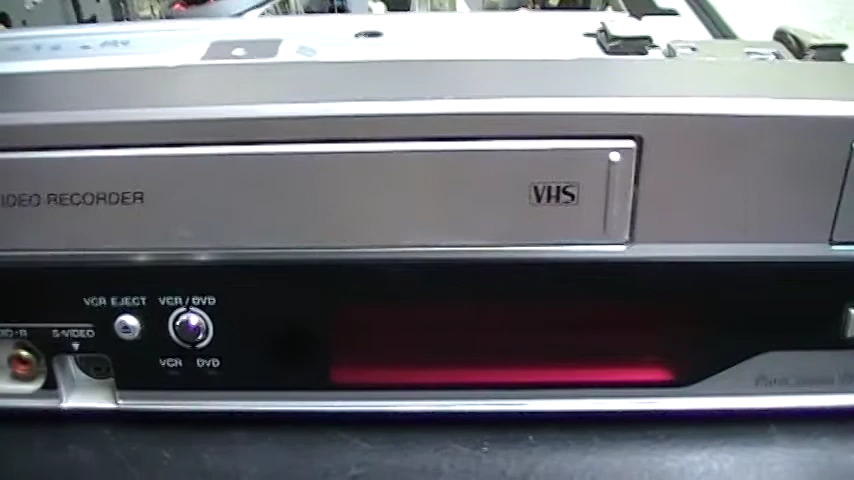 VIDEO RECORDER
VHS
VCR EJECT
VCR/DVD
S-VIDEO
VCR DVD